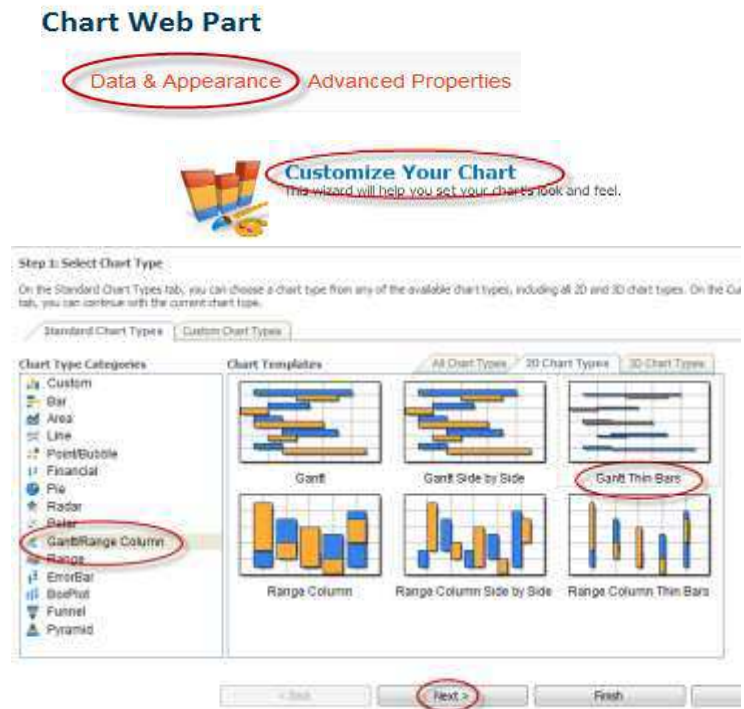 Chart Web Part
Data & Appearance Advanced Properties
Customize Your Chart
This wizard will help you set your chart's look and feel.
Step 1: Select Chart Type
On the Standard Chart Types tab, you can choose a chart type from any of the available chart types, including all 2D and 3D chart types. On the Cu
tab, you can continue with the current chart type.
Standard Chart Types Custom Chart Types
Chart Type Categories Chart Templates All Chart Types 2D Chart Types 3D Chart Types
Custom
Bar
Area
Line
Point/Bubble
Financial
Pie
Radar
Polar
Gantt/Range Column
Range
ErrorBar
BoxPlot
Funnel
Pyramid
Gantt Gantt Side by Side Gantt Thin Bars
Range Column Range Column Side by Side Range Column Thin Bars
< Back Next > Finish